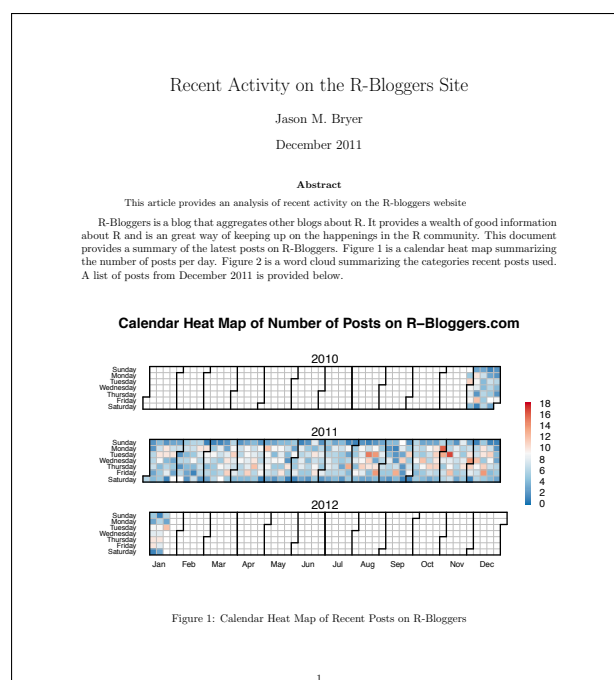 Recent Activity on the R-Bloggers Site
Jason M. Bryer
December 2011
Abstract
This article provides an analysis of recent activity on the R-bloggers website
R-Bloggers is a blog that aggregates other blogs about R. It provides a wealth of good information
about R and is an great way of keeping up on the happenings in the R community. This document
provides a summary of the latest posts on R-Bloggers. Figure 1 is a calendar heat map summarizing
the number of posts per day. Figure 2 is a word cloud summarizing the categories recent posts used.
A list of posts from December 2011 is provided below.
Calendar Heat Map of Number of Posts on R−Bloggers.com
2010
Sunday
Monday
Tuesday
Wednesday
Thursday
Friday
Saturday
2011
Sunday
Monday
Tuesday
Wednesday
Thursday
Friday
Saturday
2012
Sunday
Monday
Tuesday
Wednesday
Thursday
Friday
Saturday
Jan Feb Mar Apr May Jun Jul Aug Sep Oct Nov Dec
18
16
14
12
10
8
6
4
2
0
Figure 1: Calendar Heat Map of Recent Posts on R-Bloggers
1